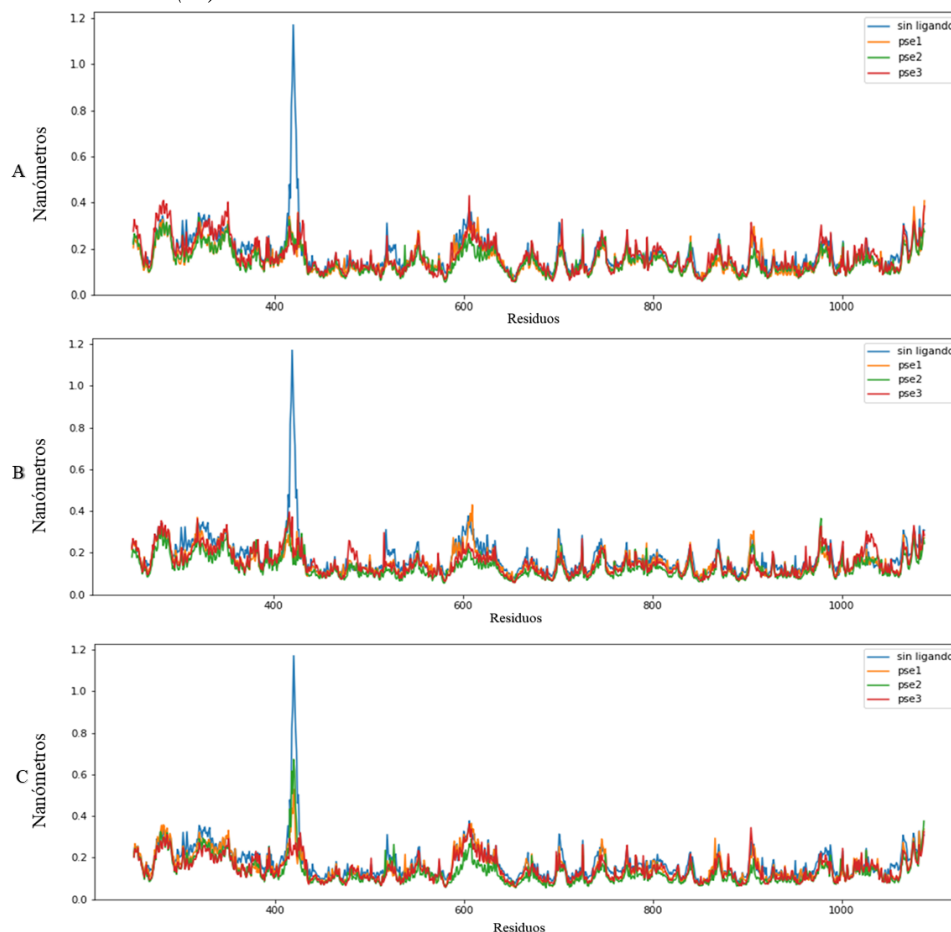 1.2
1.0
0.8
0.6
0.4
0.2
0.0
A
Nanómetros
sin ligando
pse1
pse2
pse3
400
600
800
1000
Residuos
1.2
1.0
0.8
0.6
0.4
0.2
0.0
B
Nanómetros
sin ligando
pse1
pse2
pse3
400
600
800
1000
Residuos
1.2
1.0
0.8
0.6
0.4
0.2
0.0
C
Nanómetros
sin ligando
pse1
pse2
pse3
400
600
800
1000
Residuos